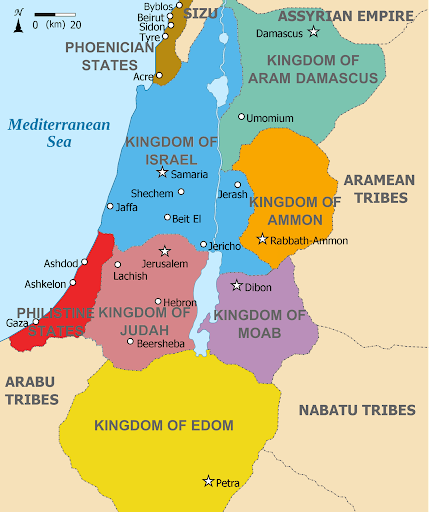 N
0 (km) 20
Byblos
Beirut
Sidon
Tyre
SIZU
ASSYRIAN EMPIRE
Damascus
PHOENICIAN
STATES
KINGDOM OF
ARAM DAMASCUS
Acre
Umomium
Mediterranean
Sea
KINGDOM OF
ISRAEL
Samaria
Shechem
Jerash
ARAMEAN
TRIBES
KINGDOM OF
AMMON
Jaffa
Beit El
Rabbath-Ammon
Jericho
Ashdod
Jerusalem
Lachish
Ashkelon
Dibon
Hebron
Gaza
PHILISTINE
STATES
KINGDOM OF
JUDAH
KINGDOM OF
MOAB
Beersheba
ARABU
TRIBES
NABATU TRIBES
KINGDOM OF EDOM
Petra